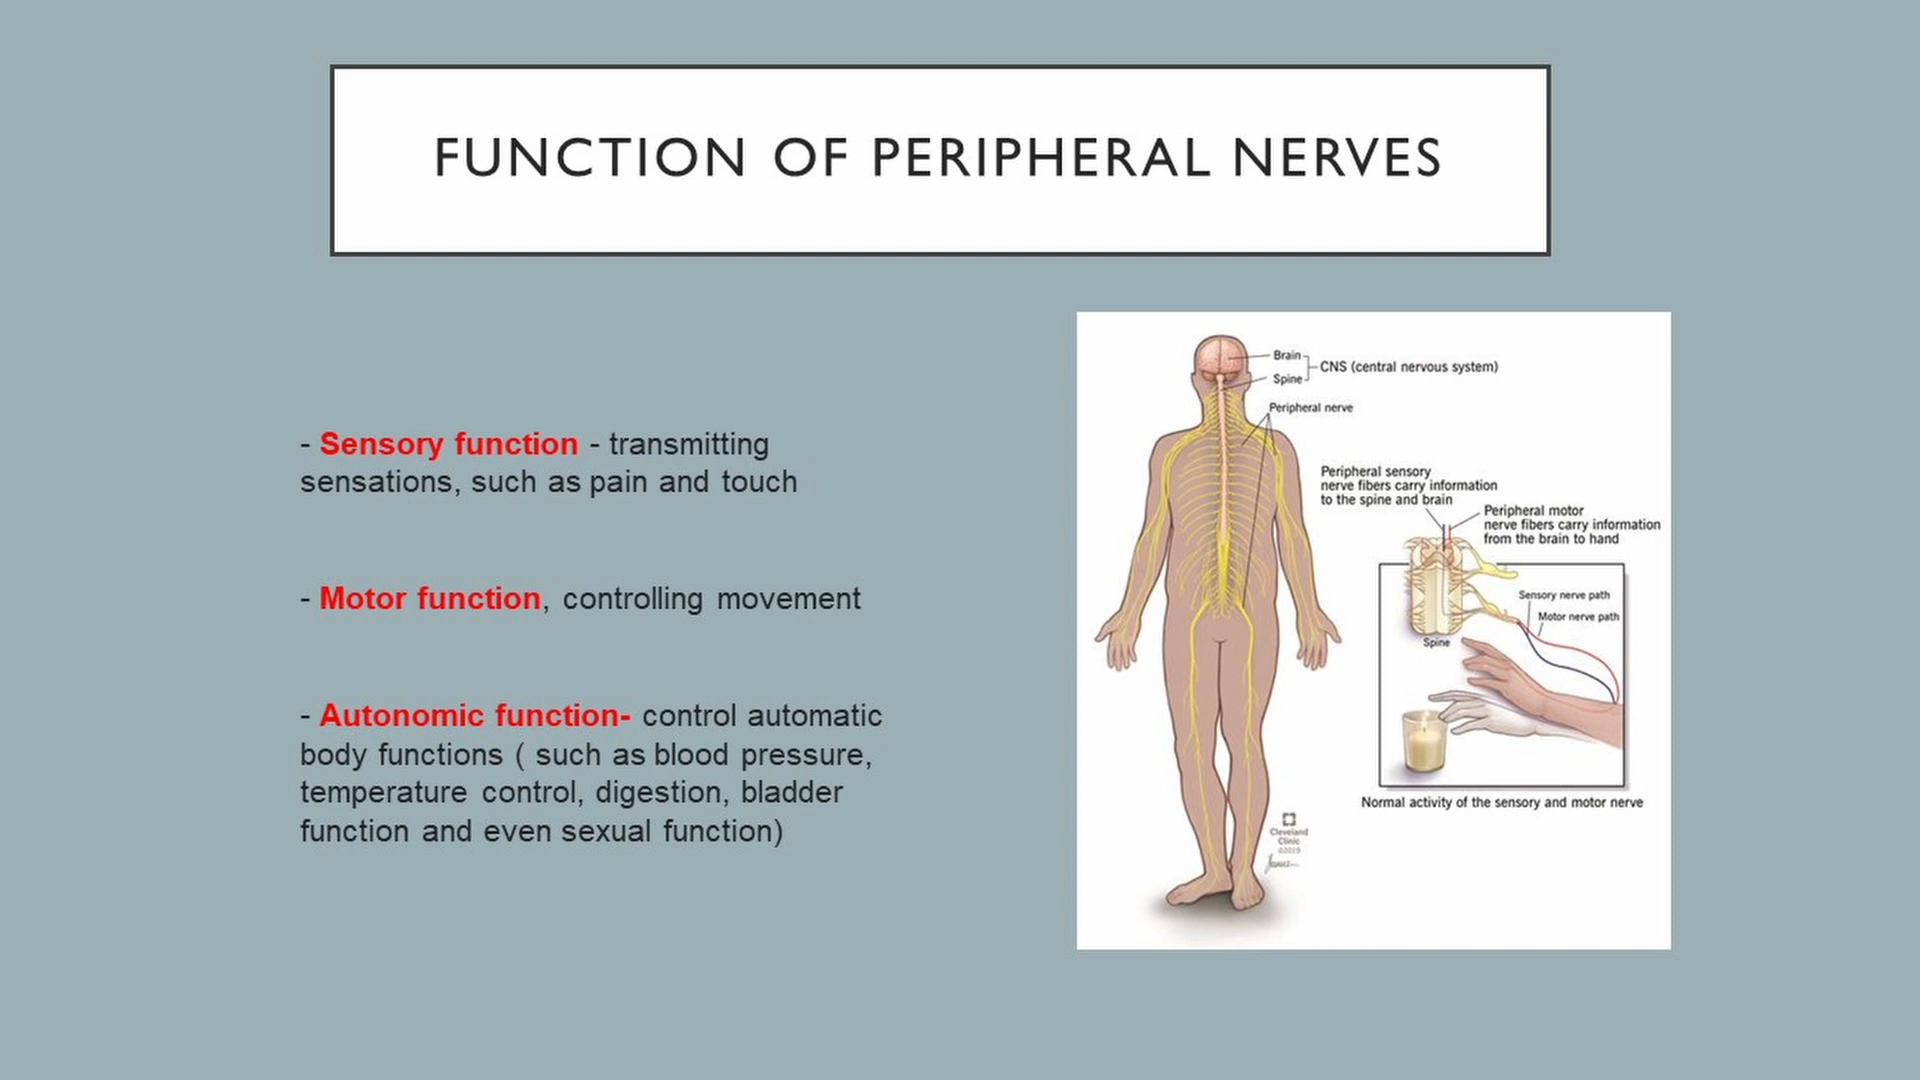 FUNCTION OF PERIPHERAL NERVES
- Sensory function - transmitting
sensations, such as pain and touch
- Motor function, controlling movement
- Autonomic function- control automatic
body functions ( such as blood pressure,
temperature control, digestion, bladder
function and even sexual function)
Brain
CNS (central nervous system)
Spine
Peripheral nerve
Peripheral sensory
nerve fibers carry information
to the spine and brain
Peripheral motor
nerve fibers carry information
from the brain to hand
Sensory nerve path
Motor nerve path
Spine
Normal activity of the sensory and motor nerve
Cleveland
Clinic
©2019